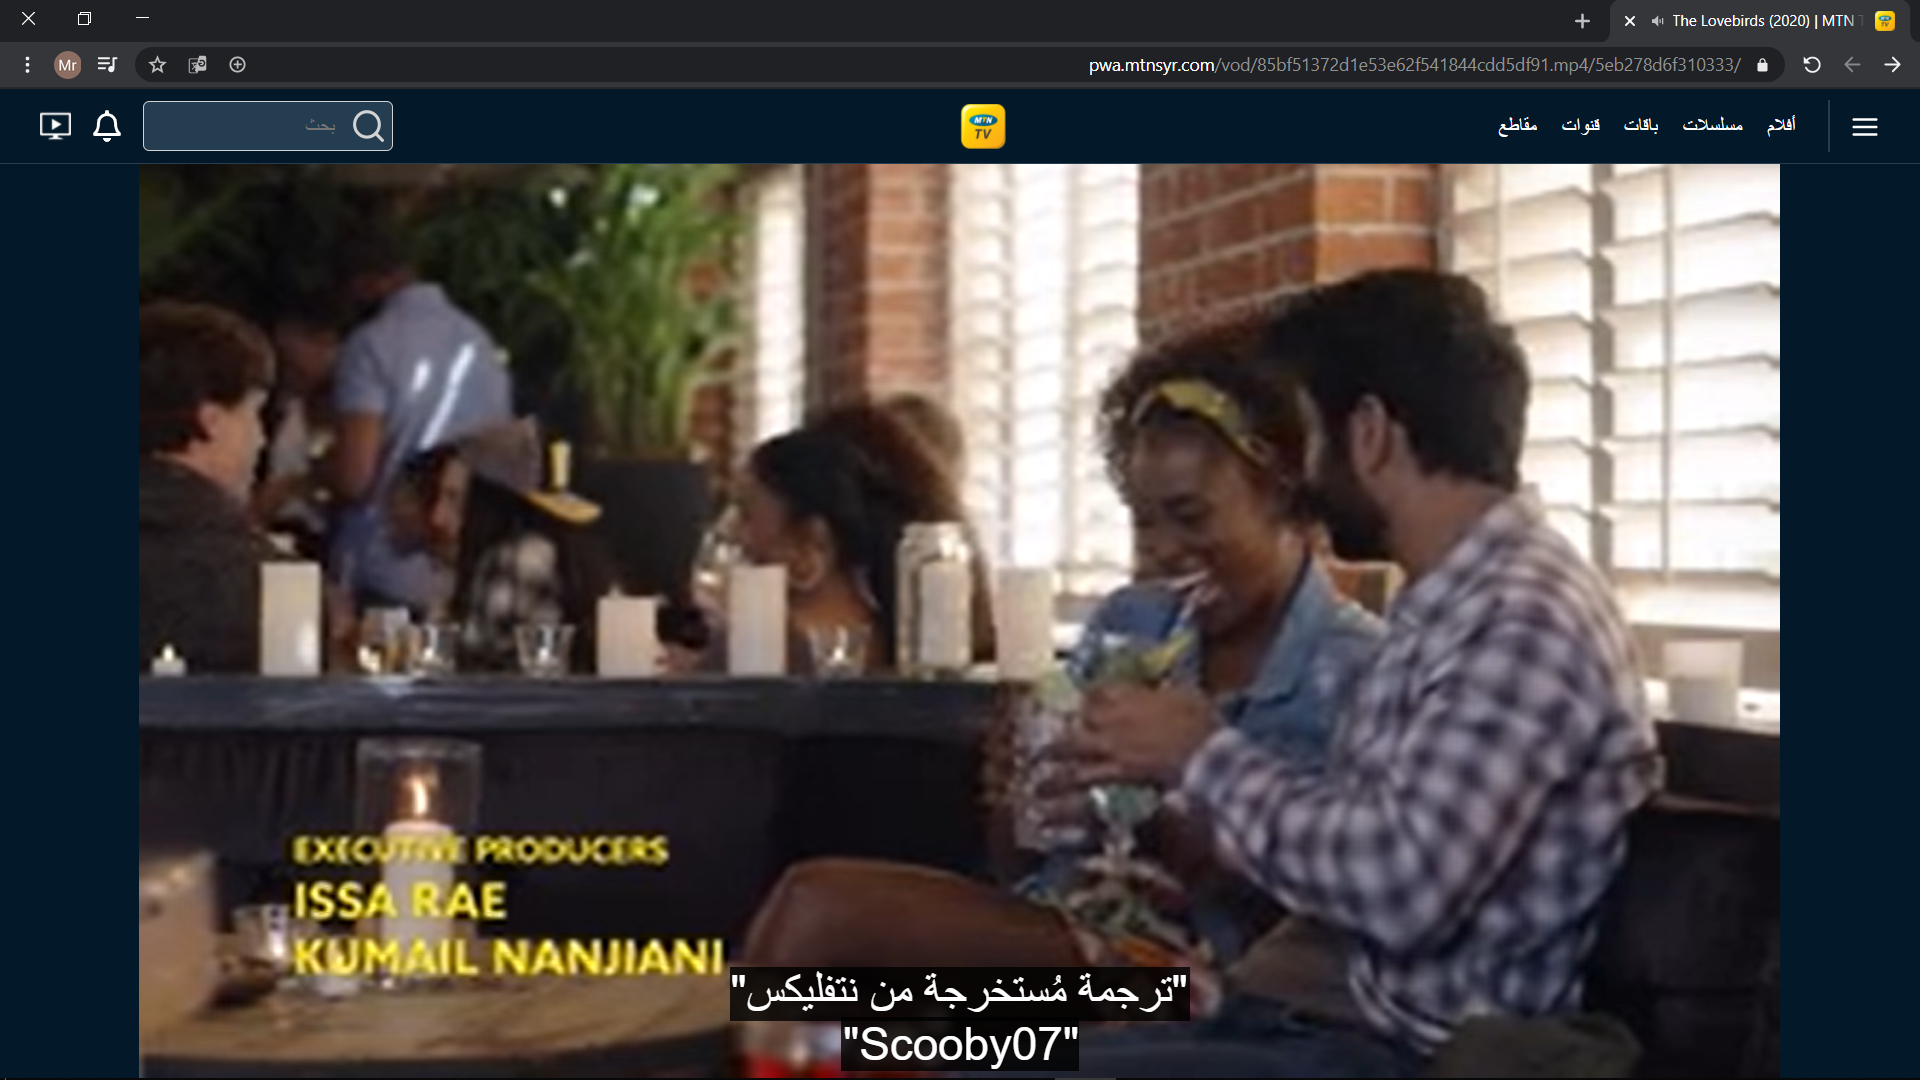 The Lovebirds (2020) | MTN T
Mr
pwa.mtnsyr.com/vod/85bf51372d1e53e62f541844cdd5df91.mp4/5eb278d6f310333/
بحث
MTN
TV
أفلام
مسلسلات
باقات
قنوات
مقاطع
EXECUTIVE PRODUCERS
ISSA RAE
KUMAIL NANJIANI
"ترجمة مُستخرجة من نتفليكس"
"Scooby07"